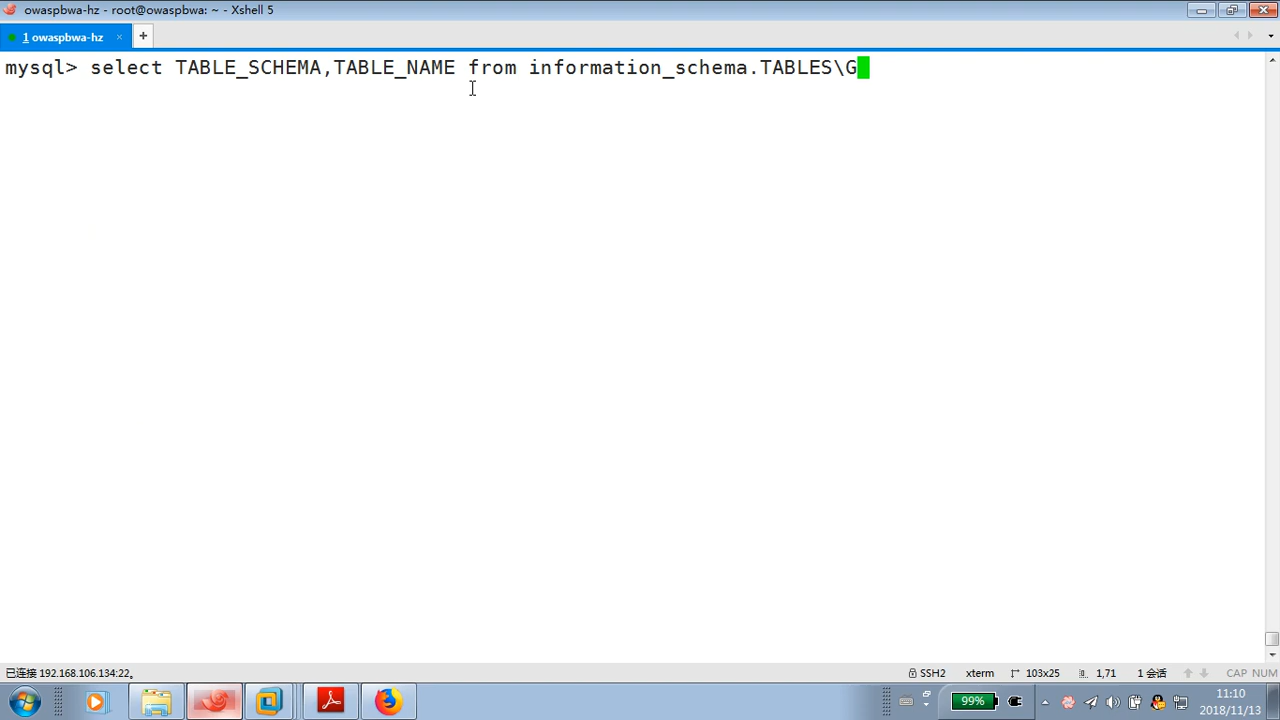 owaspbwa-hz - root@owaspbwa: ~ - Xshell 5
1 owaspbwa-hz × +
mysql> select TABLE_SCHEMA,TABLE_NAME from information_schema.TABLES\G
已连接 192.168.106.134:22。 SSH2 xterm 103x25 1,71 1 会话 CAP NUM
99% 11:10
2018/11/13